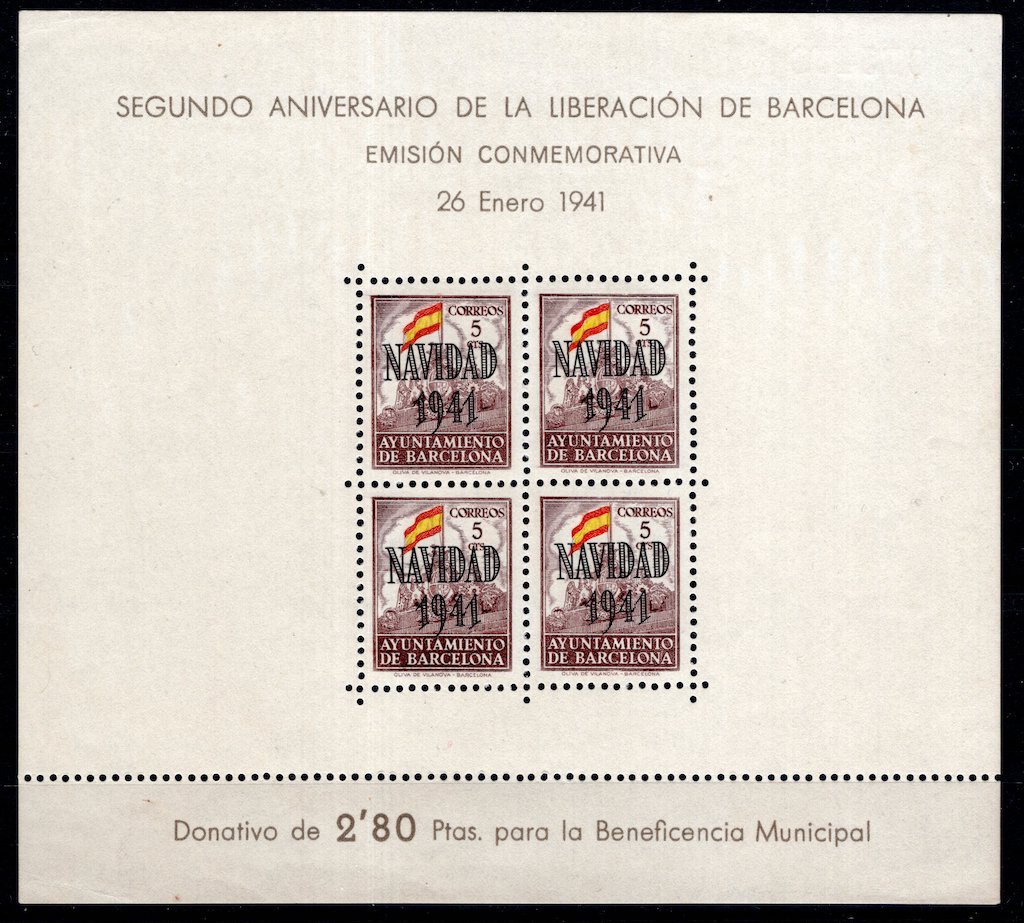 SEGUNDO ANIVERSARIO DE LA LIBERACIÓN DE BARCELONA
EMISIÓN CONMEMORATIVA
26 Enero 1941
CORREOS
5
CTS
NAVIDAD
1941
AYUNTAMIENTO
DE BARCELONA
OLIVA DE VILANOVA - BARCELONA
CORREOS
5
NAVIDAD
1941
AYUNTAMIENTO
DE BARCELONA
OLIVA DE VILANOVA - BARCELONA
CORREOS
5
CTS
NAVIDAD
1941
AYUNTAMIENTO
DE BARCELONA
OLIVA DE VILANOVA - BARCELONA
CORREOS
5
CTS
NAVIDAD
1941
AYUNTAMIENTO
DE BARCELONA
OLIVA DE VILANOVA - BARCELONA
Donativo de 2'80 Ptas. para la Beneficencia Municipal